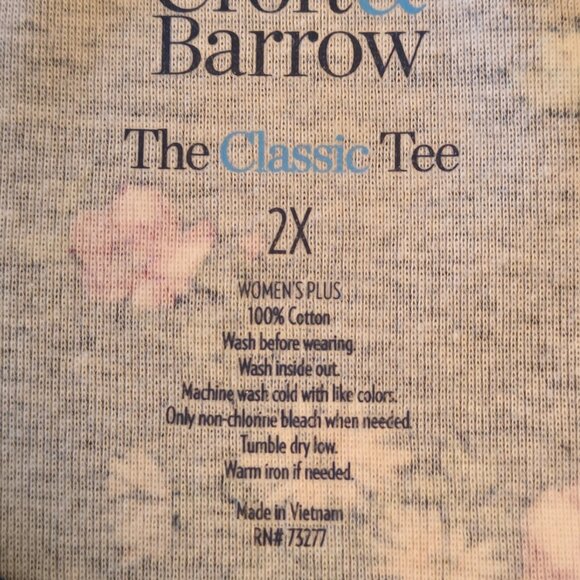 Croft &
Barrow
The Classic Tee
2X
WOMEN'S PLUS
100% Cotton
Wash before wearing.
Wash inside out.
Machine wash cold with like colors.
Only non-chlorine bleach when needed.
Tumble dry low.
Warm iron if needed.
Made in Vietnam
RN# 73277